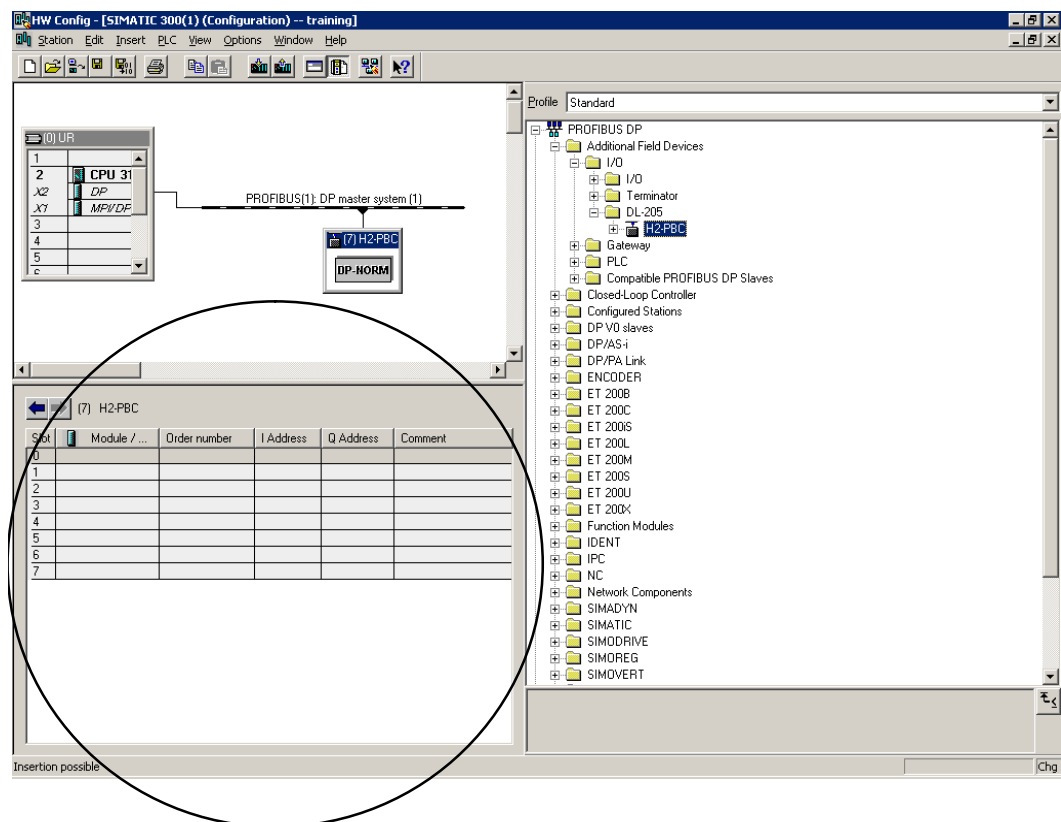 HW Config - [SIMATIC 300(1) (Configuration) -- training]
Station Edit Insert PLC View Options Window Help
Profile Standard
(0) UR
1
2 CPU 31
X2 DP
X1 MPI/DP
3
4
5
6
PROFIBUS(1): DP master system (1)
(7) H2-PBC
DP-NORM
(7) H2-PBC
Slot Module / ... Order number I Address Q Address Comment
0
1
2
3
4
5
6
7
PROFIBUS DP
Additional Field Devices
I/O
I/O
Terminator
DL-205
H2-PBC
Gateway
PLC
Compatible PROFIBUS DP Slaves
Closed-Loop Controller
Configured Stations
DP V0 slaves
DP/AS-i
DP/PA Link
ENCODER
ET 200B
ET 200C
ET 200iS
ET 200L
ET 200M
ET 200S
ET 200U
ET 200X
Function Modules
IDENT
IPC
NC
Network Components
SIMADYN
SIMATIC
SIMODRIVE
SIMOREG
SIMOVERT
Insertion possible
Chg